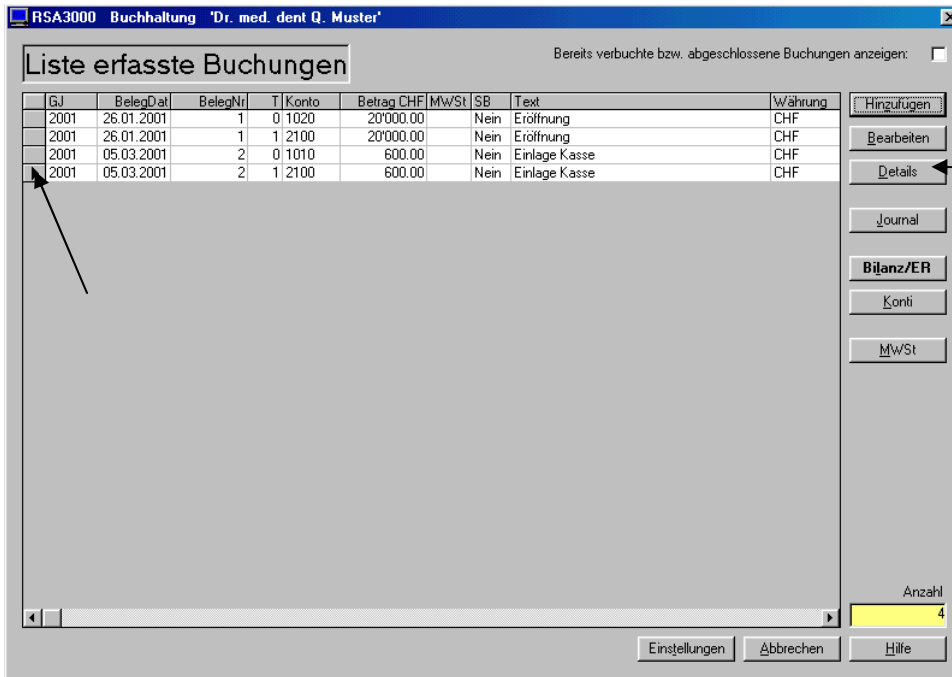 RSA3000 Buchhaltung 'Dr. med. dent Q. Muster'
Liste erfasste Buchungen
Bereits verbuchte bzw. abgeschlossene Buchungen anzeigen:
GJ BelegDat BelegNr T Konto Betrag CHF MWSt SB Text Währung
2001 26.01.2001 1 0 1020 20'000.00 Nein Eröffnung CHF
2001 26.01.2001 1 1 2100 20'000.00 Nein Eröffnung CHF
2001 05.03.2001 2 0 1010 600.00 Nein Einlage Kasse CHF
2001 05.03.2001 2 1 2100 600.00 Nein Einlage Kasse CHF
Hinzufügen
Bearbeiten
Details
Journal
Bilanz/ER
Konti
MWSt
Anzahl
4
Einstellungen Abbrechen Hilfe